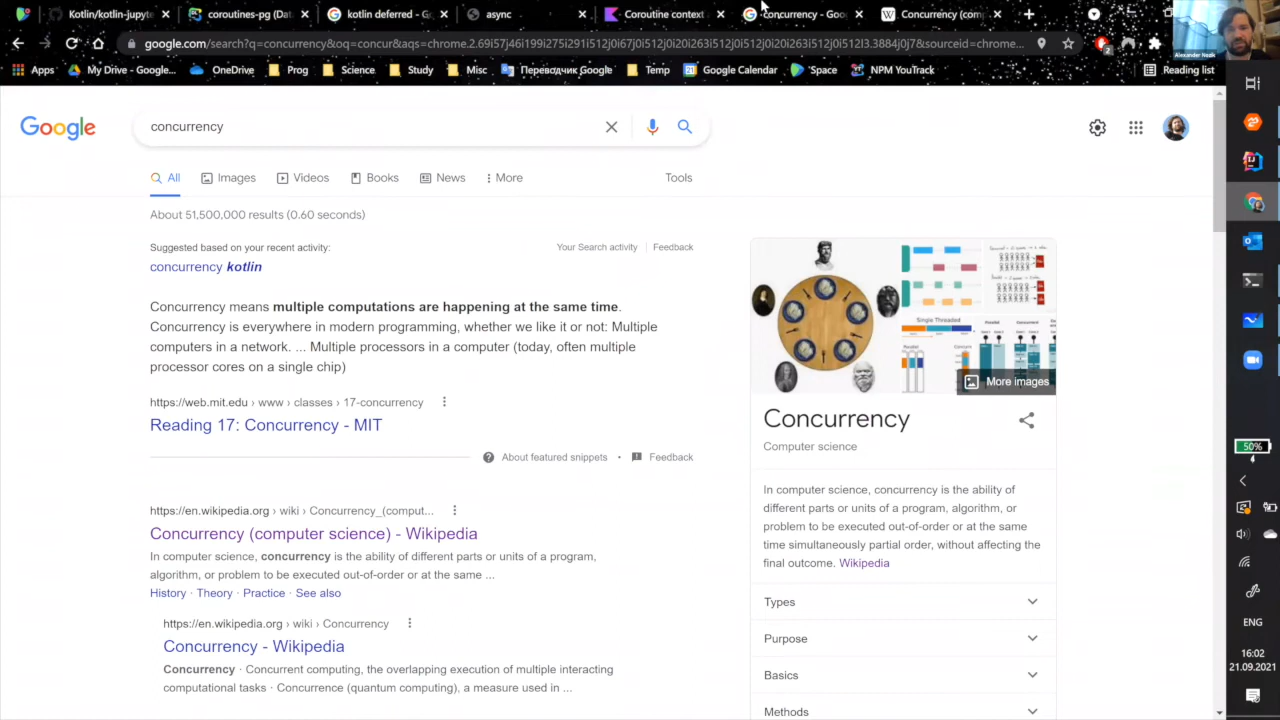 Kotlin/kotlin-jupyt
coroutines-pg (Dat
kotlin deferred - G
async
Coroutine context
concurrency - Goo
Concurrency (com
google.com/search?q=concurrency&oq=concur&aqs=chrome.2.69i57j46i199i275i291i512j0i67j0i512j0i20i263i512j0i512j0i20i263i512j0i512l3.3884j0j7&sourceid=chrome...
2
Alexander Rozik
Apps
My Drive - Google...
OneDrive
Prog
Science
Study
Misc
Переводчик Google
Temp
Google Calendar
Space
NPM YouTrack
Reading list
Google
concurrency
All
Images
Videos
Books
News
More
Tools
About 51,500,000 results (0.60 seconds)
Suggested based on your recent activity:
Your Search activity
Feedback
concurrency kotlin
Concurrency means multiple computations are happening at the same time.
Concurrency is everywhere in modern programming, whether we like it or not: Multiple
computers in a network. ... Multiple processors in a computer (today, often multiple
processor cores on a single chip)
https://web.mit.edu › www › classes › 17-concurrency
Reading 17: Concurrency - MIT
About featured snippets
•
Feedback
https://en.wikipedia.org › wiki › Concurrency_(comput...
Concurrency (computer science) - Wikipedia
In computer science, concurrency is the ability of different parts or units of a program,
algorithm, or problem to be executed out-of-order or at the same ...
History · Theory · Practice · See also
https://en.wikipedia.org › wiki › Concurrency
Concurrency - Wikipedia
Concurrency · Concurrent computing, the overlapping execution of multiple interacting
computational tasks · Concurrence (quantum computing), a measure used in ...
Single Threaded
More images
Concurrency
Computer science
In computer science, concurrency is the ability of
different parts or units of a program, algorithm, or
problem to be executed out-of-order or at the same
time simultaneously partial order, without affecting the
final outcome. Wikipedia
Types
Purpose
Basics
Methods
50%
ENG
16:02
21.09.2021